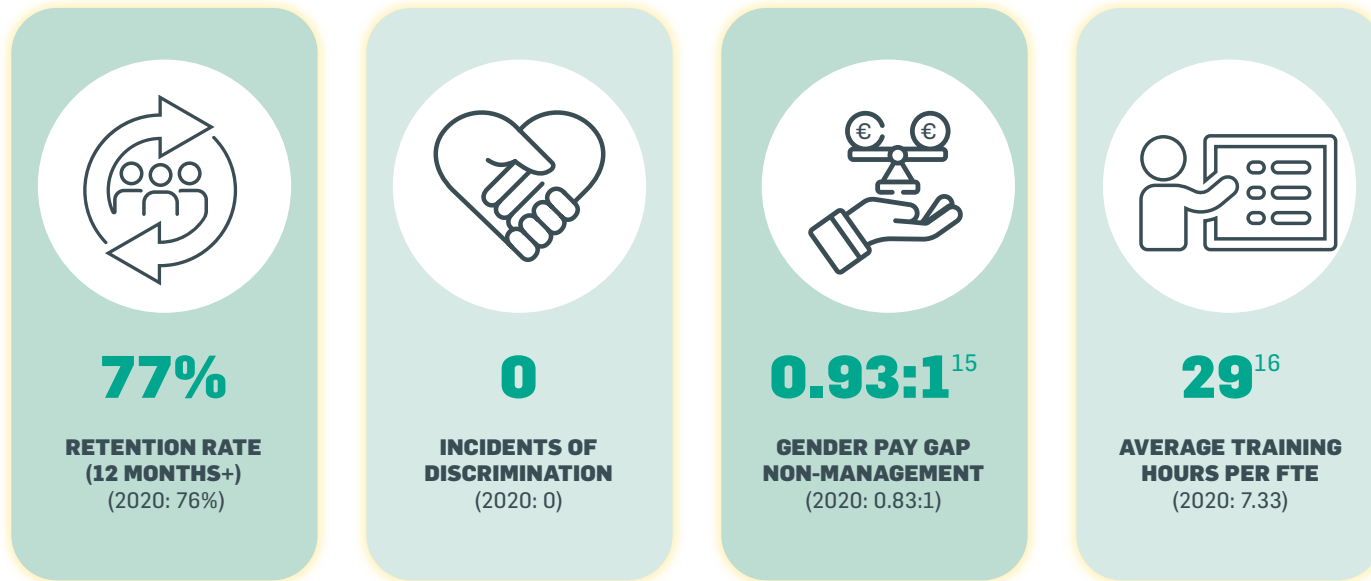 € €
77%
RETENTION RATE
(12 MONTHS+)
(2020: 76%)
0
INCIDENTS OF
DISCRIMINATION
(2020: 0)
0.93:1 15
GENDER PAY GAP
NON-MANAGEMENT
(2020: 0.83:1)
29 16
AVERAGE TRAINING
HOURS PER FTE
(2020: 7.33)